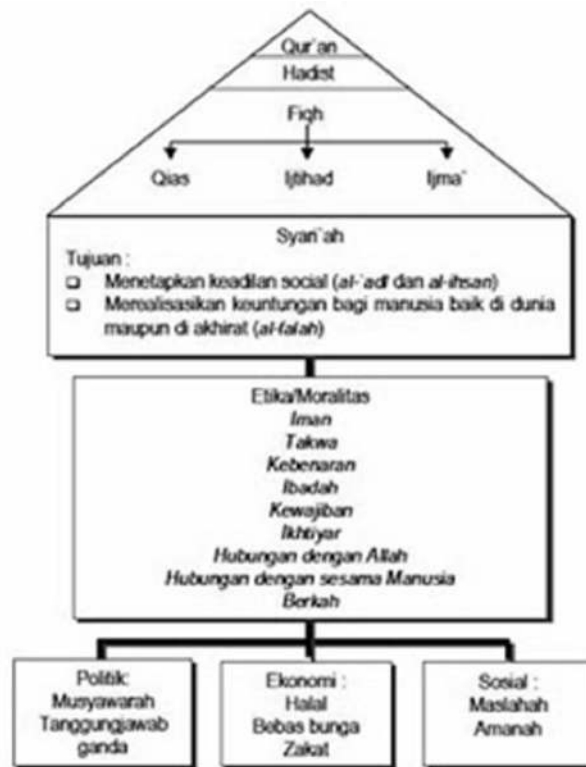 Qur`an
Hadist
Fiqh
Qias Ijtihad Ijma`
Syari`ah
Tujuan :
Menetapkan keadilan social (al-`adl dan al-ihsan)
Merealisasikan keuntungan bagi manusia baik di dunia
maupun di akhirat (al-falah)
Etika/Moralitas
Iman
Takwa
Kebenaran
Ibadah
Kewajiban
Ikhtiyar
Hubungan dengan Allah
Hubungan dengan sesama Manusia
Berkah
Politik:
Musyawarah
Tanggungjawab
ganda
Ekonomi :
Halal
Bebas bunga
Zakat
Sosial :
Maslahah
Amanah